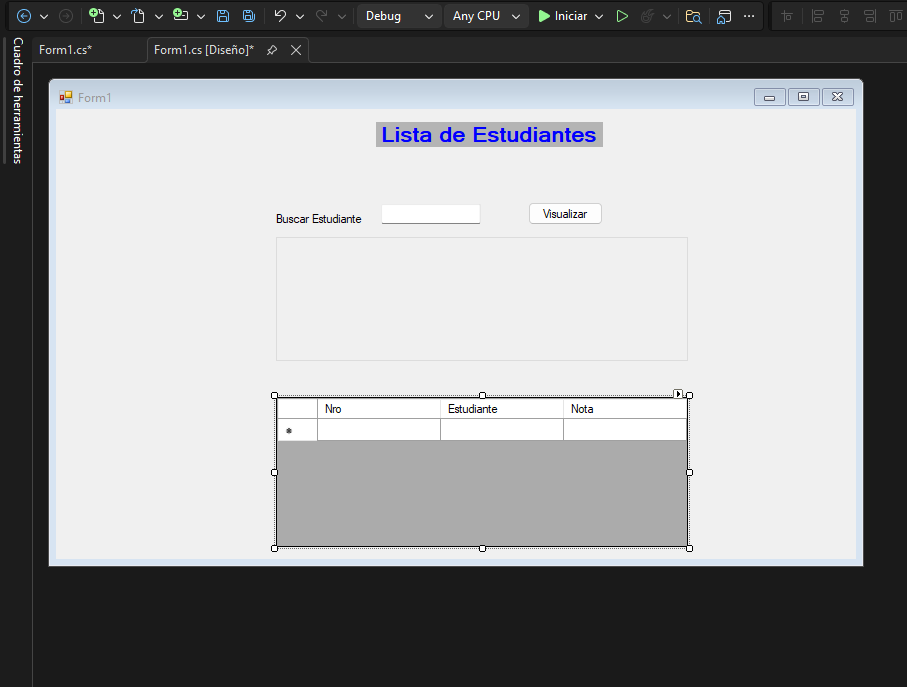 Debug Any CPU Iniciar
Form1.cs* Form1.cs [Diseño]*
Cuadro de herramientas
Form1
Lista de Estudiantes
Buscar Estudiante Visualizar
Nro Estudiante Nota